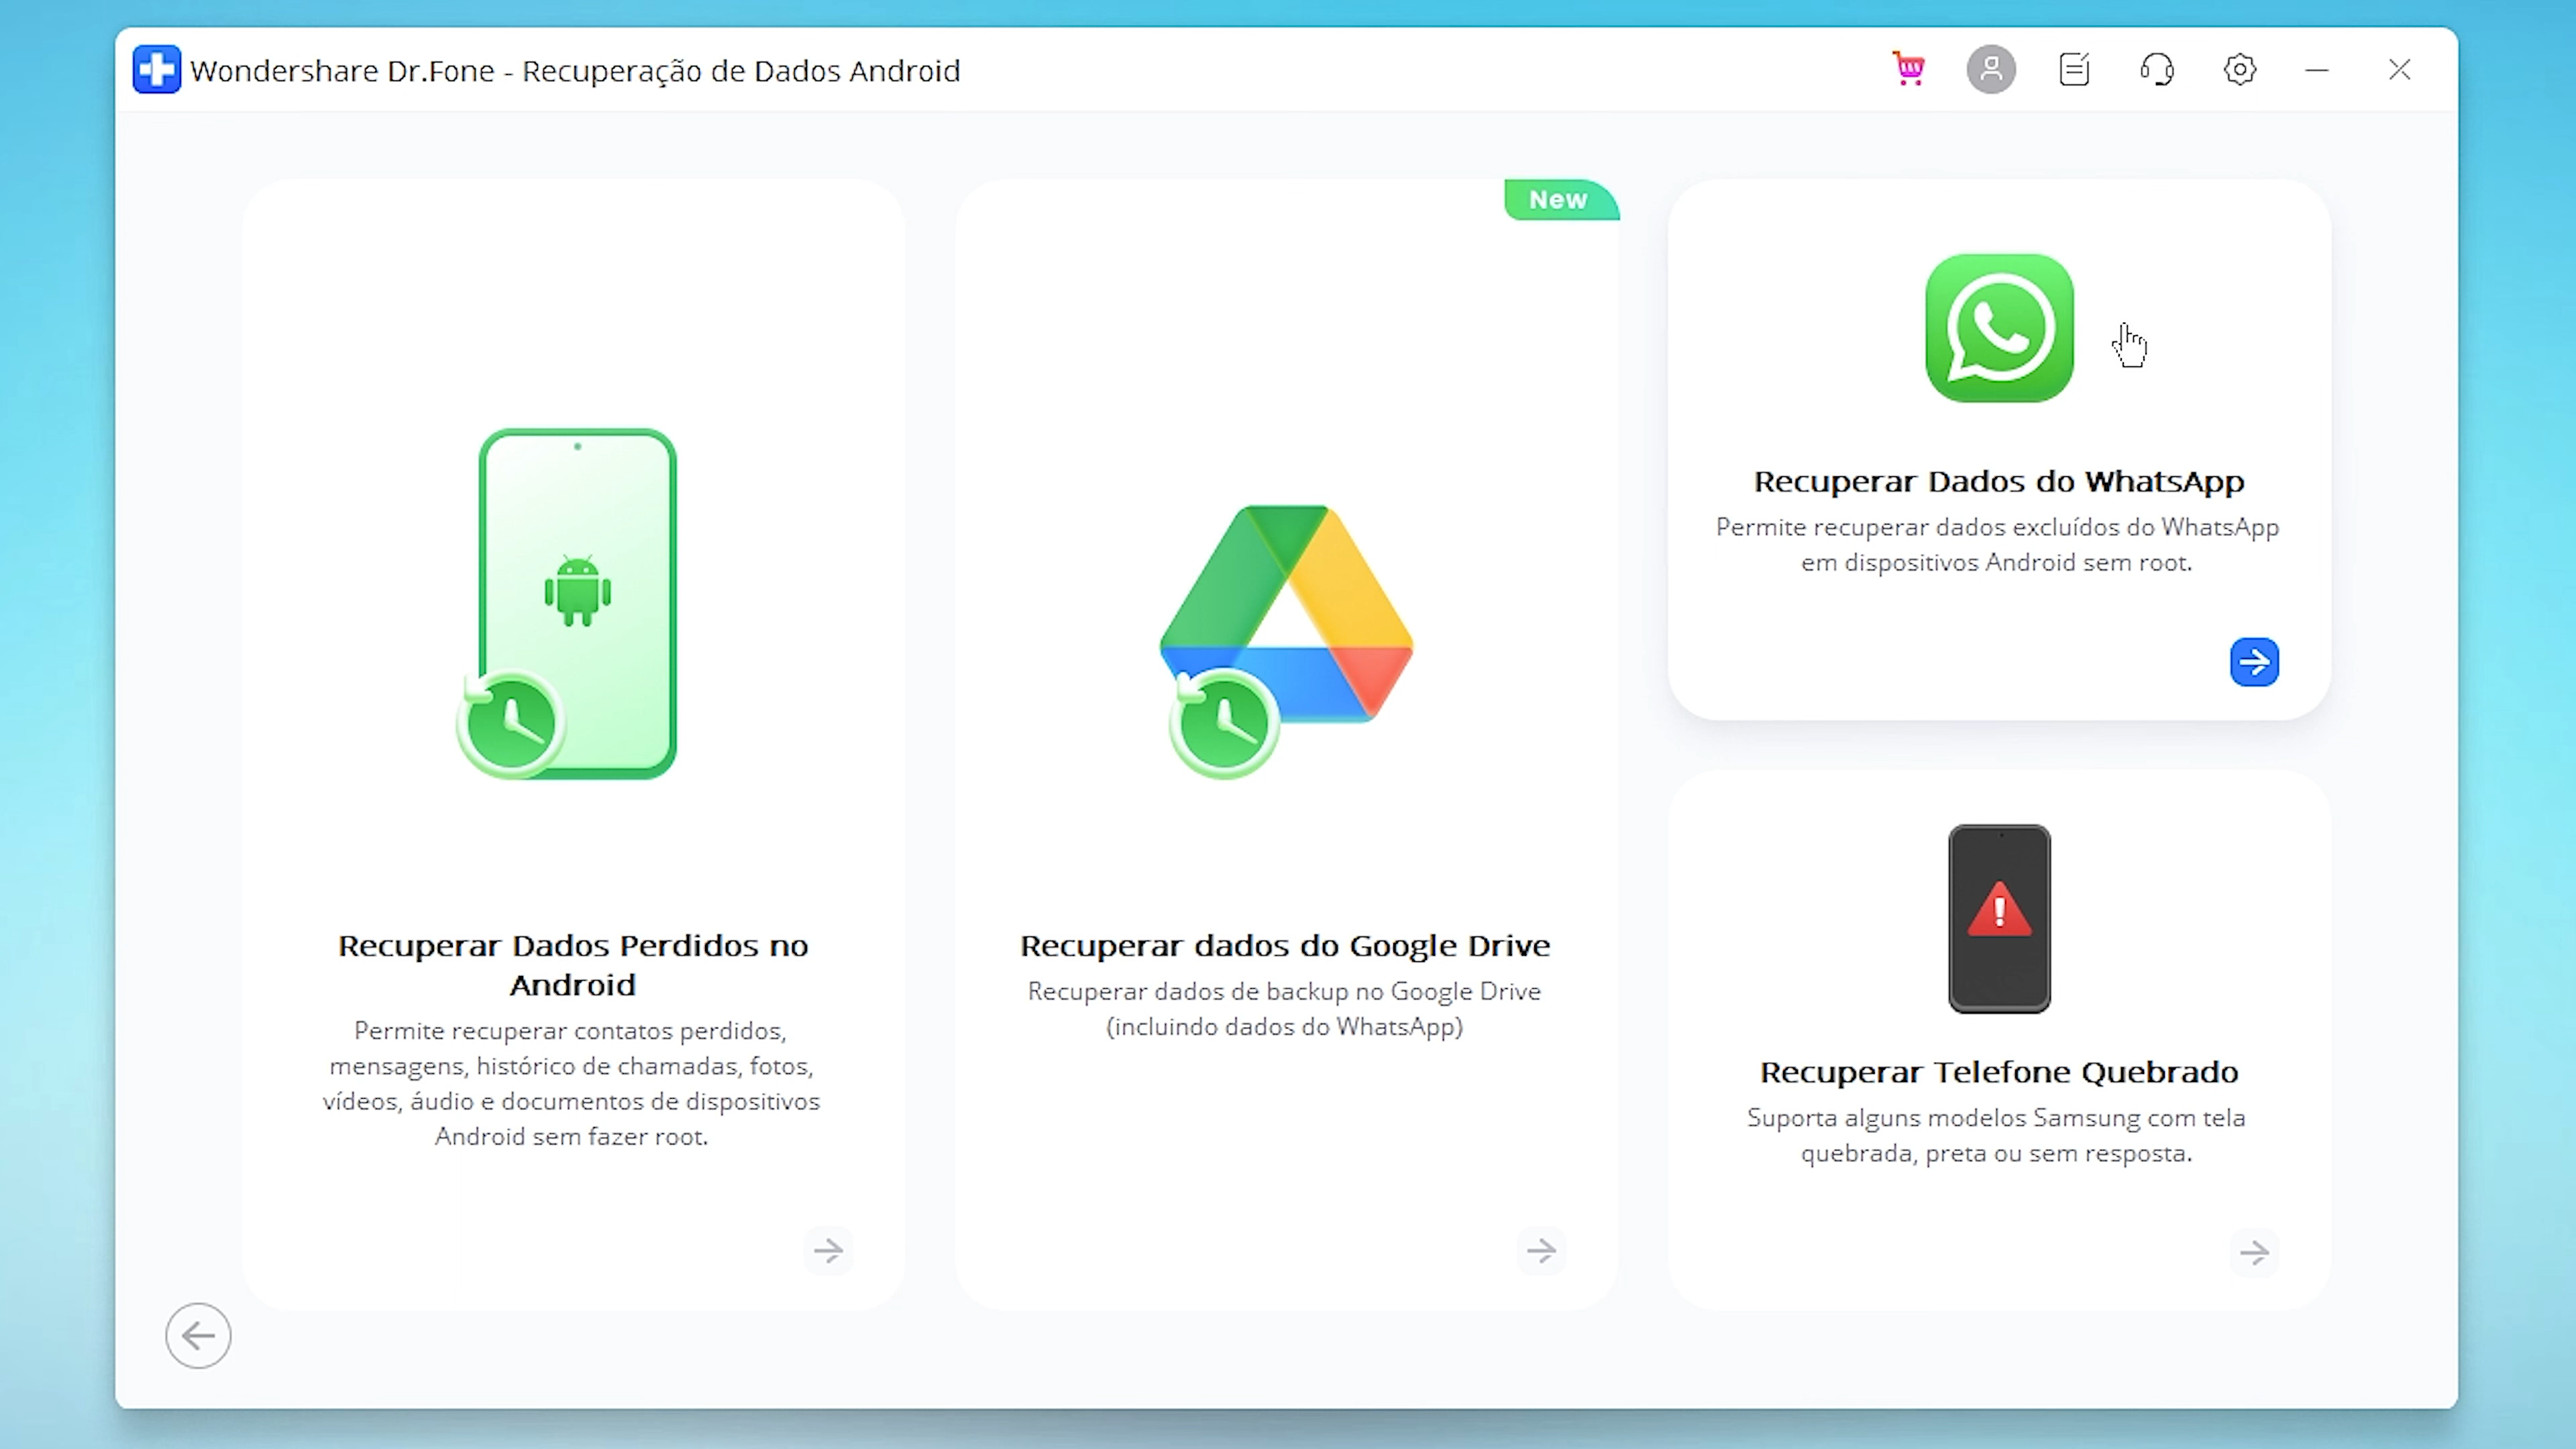 Wondershare Dr.Fone - Recuperação de Dados Android
New
Recuperar Dados Perdidos no
Android
Permite recuperar contatos perdidos,
mensagens, histórico de chamadas, fotos,
vídeos, áudio e documentos de dispositivos
Android sem fazer root.
Recuperar dados do Google Drive
Recuperar dados de backup no Google Drive
(incluindo dados do WhatsApp)
Recuperar Dados do WhatsApp
Permite recuperar dados excluídos do WhatsApp
em dispositivos Android sem root.
Recuperar Telefone Quebrado
Suporta alguns modelos Samsung com tela
quebrada, preta ou sem resposta.